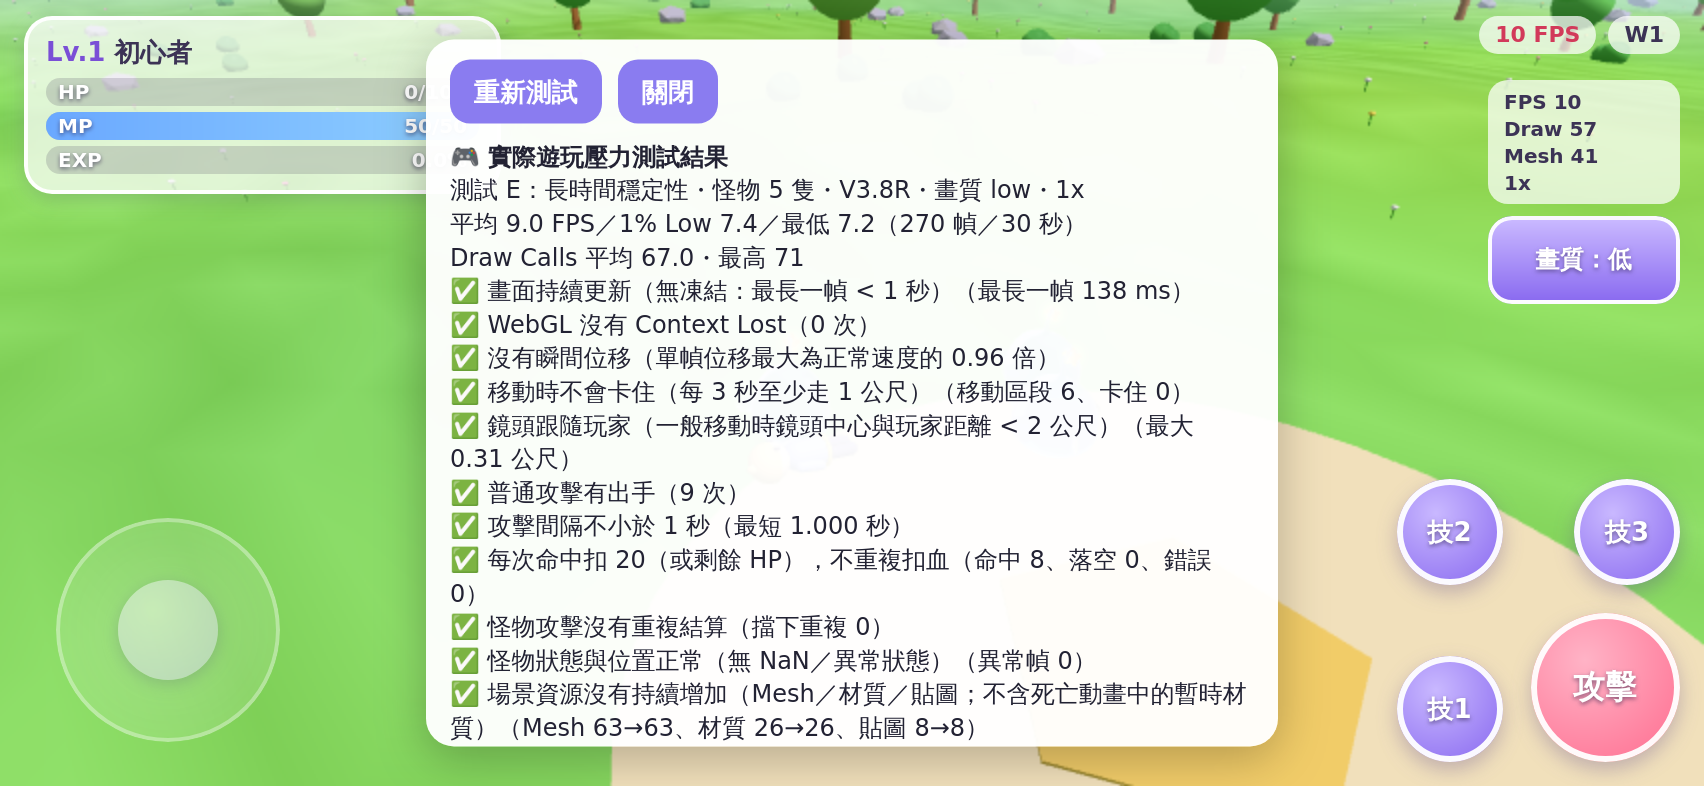 Lv.1 初心者
HP 0/
MP 50
EXP 0
10 FPS
W1
FPS 10
Draw 57
Mesh 41
1x
畫質：低
重新測試
關閉
🎮 實際遊玩壓力測試結果
測試 E：長時間穩定性・怪物 5 隻・V3.8R・畫質 low・1x
平均 9.0 FPS／1% Low 7.4／最低 7.2（270 幀／30 秒）
Draw Calls 平均 67.0・最高 71
✅ 畫面持續更新（無凍結：最長一幀 < 1 秒）（最長一幀 138 ms）
✅ WebGL 沒有 Context Lost（0 次）
✅ 沒有瞬間位移（單幀位移最大為正常速度的 0.96 倍）
✅ 移動時不會卡住（每 3 秒至少走 1 公尺）（移動區段 6、卡住 0）
✅ 鏡頭跟隨玩家（一般移動時鏡頭中心與玩家距離 < 2 公尺）（最大
0.31 公尺）
✅ 普通攻擊有出手（9 次）
✅ 攻擊間隔不小於 1 秒（最短 1.000 秒）
✅ 每次命中扣 20（或剩餘 HP），不重複扣血（命中 8、落空 0、錯誤
0）
✅ 怪物攻擊沒有重複結算（擋下重複 0）
✅ 怪物狀態與位置正常（無 NaN／異常狀態）（異常幀 0）
✅ 場景資源沒有持續增加（Mesh／材質／貼圖；不含死亡動畫中的暫時材
質）（Mesh 63→63、材質 26→26、貼圖 8→8）
技2
技3
技1
攻擊